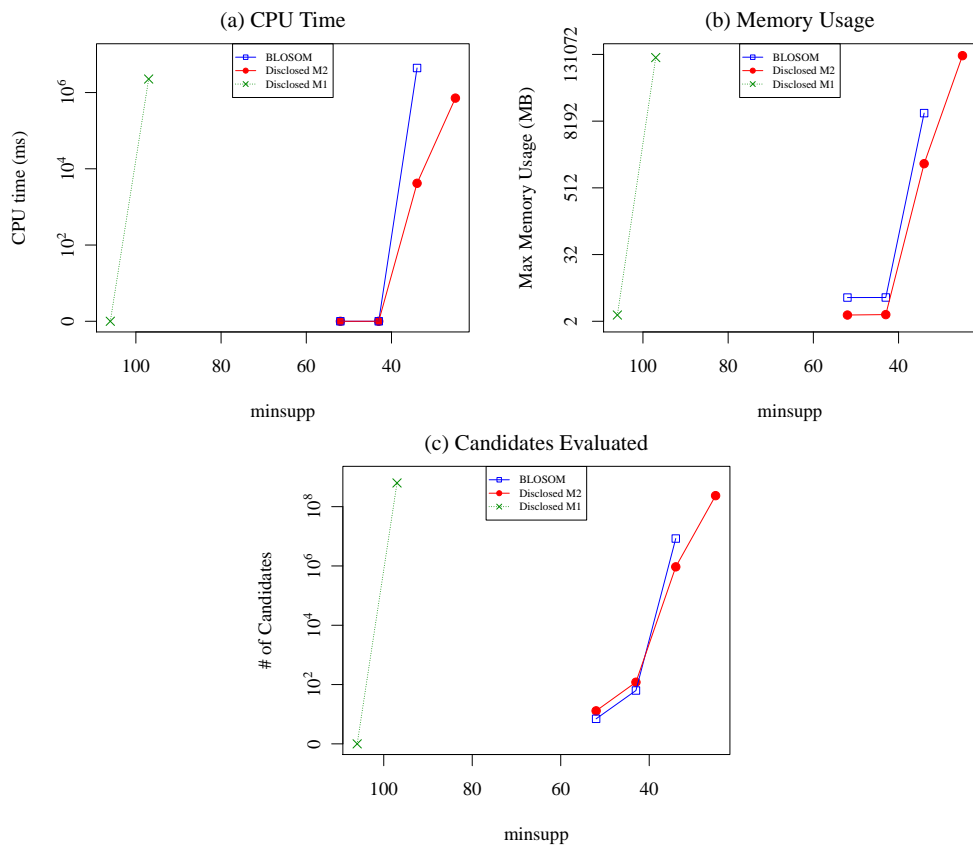 (a) CPU Time
BLOSOM
Disclosed M2
Disclosed M1
CPU time (ms)
0
10^2
10^4
10^6
100
80
60
40
minsupp
(b) Memory Usage
BLOSOM
Disclosed M2
Disclosed M1
Max Memory Usage (MB)
2
32
512
8192
131072
100
80
60
40
minsupp
(c) Candidates Evaluated
BLOSOM
Disclosed M2
Disclosed M1
# of Candidates
0
10^2
10^4
10^6
10^8
100
80
60
40
minsupp